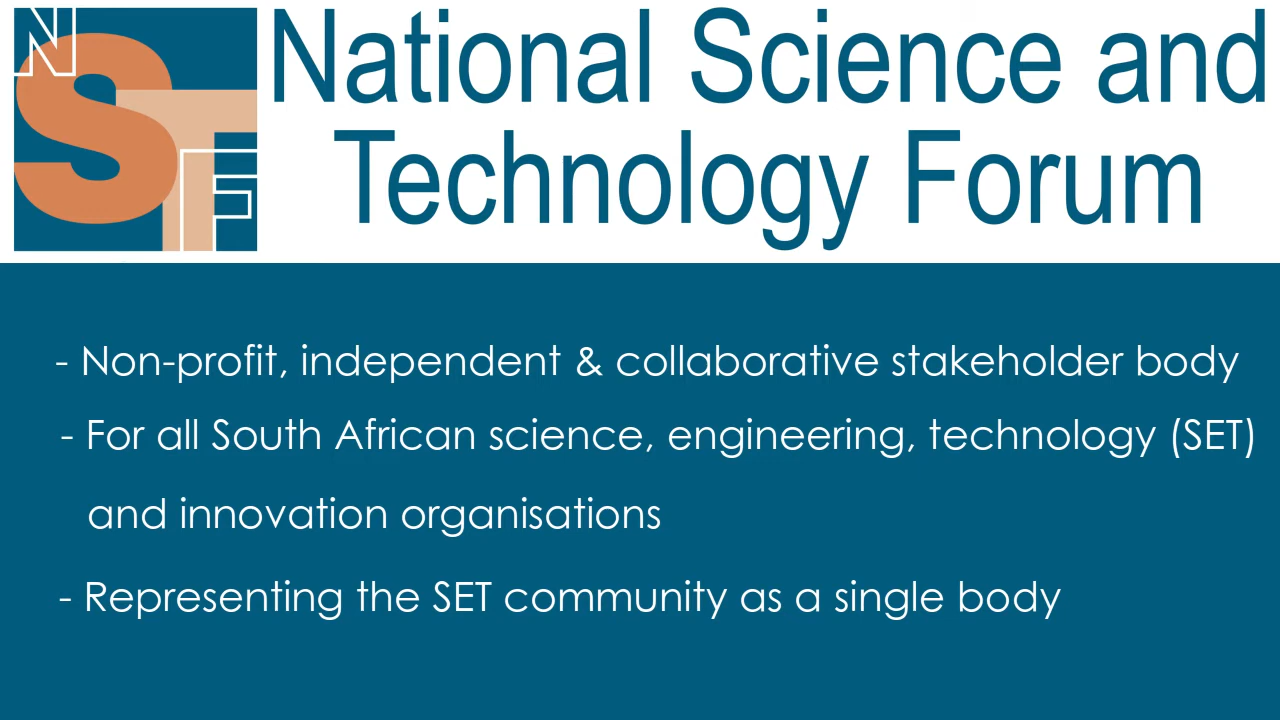 NSTF
National Science and
Technology Forum
- Non-profit, independent & collaborative stakeholder body
- For all South African science, engineering, technology (SET)
and innovation organisations
- Representing the SET community as a single body